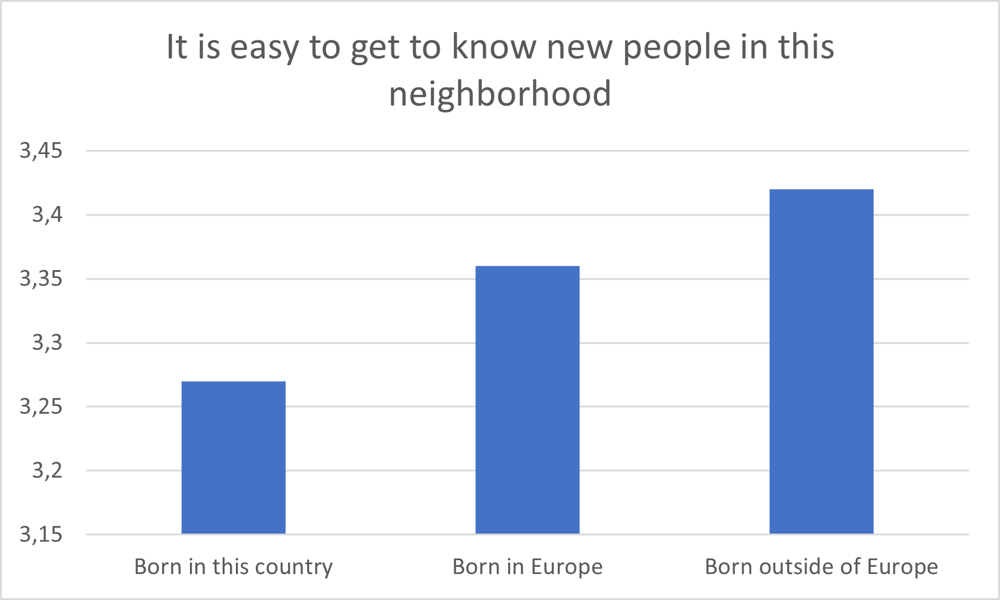 It is easy to get to know new people in this
neighborhood
3,45
3,4
3,35
3,3
3,25
3,2
3,15
Born in this country
Born in Europe
Born outside of Europe